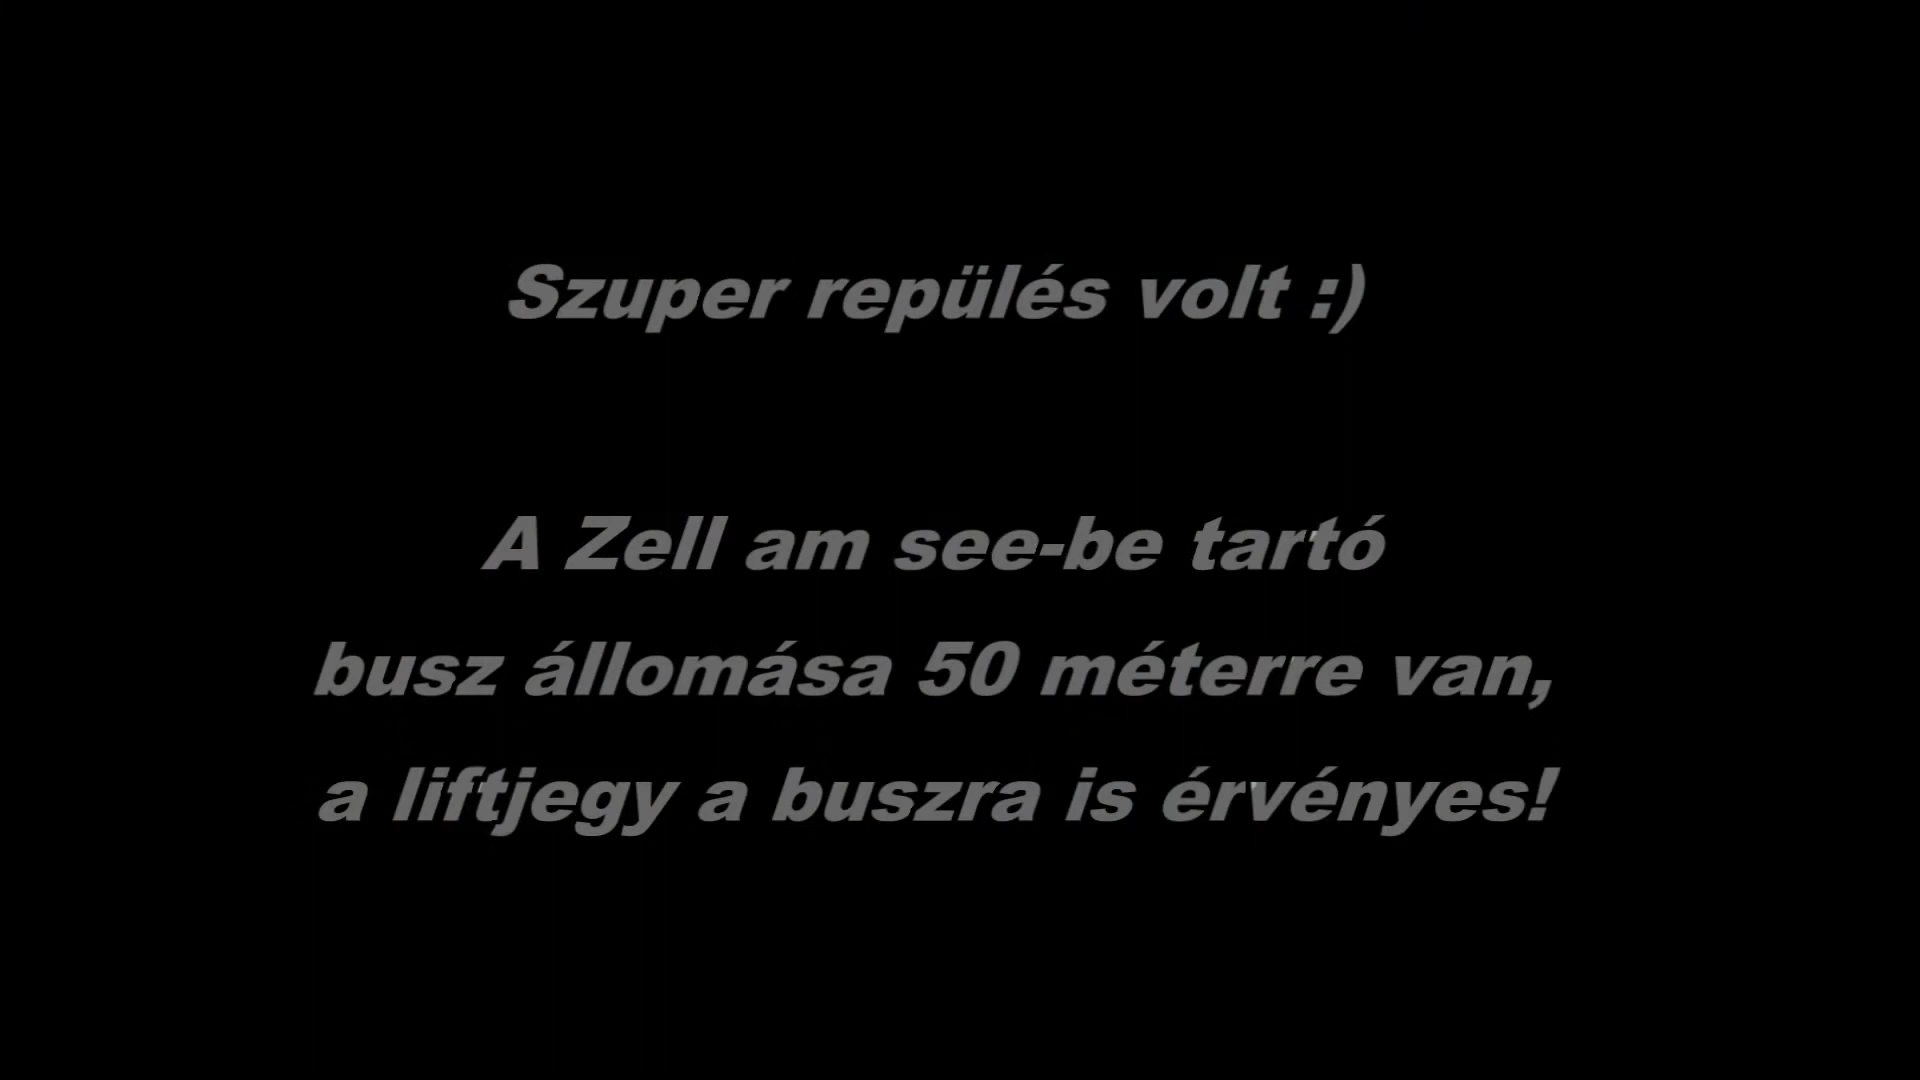 Szuper repülés volt :)
A Zell am see-be tartó
busz állomása 50 méterre van,
a liftjegy a buszra is érvényes!